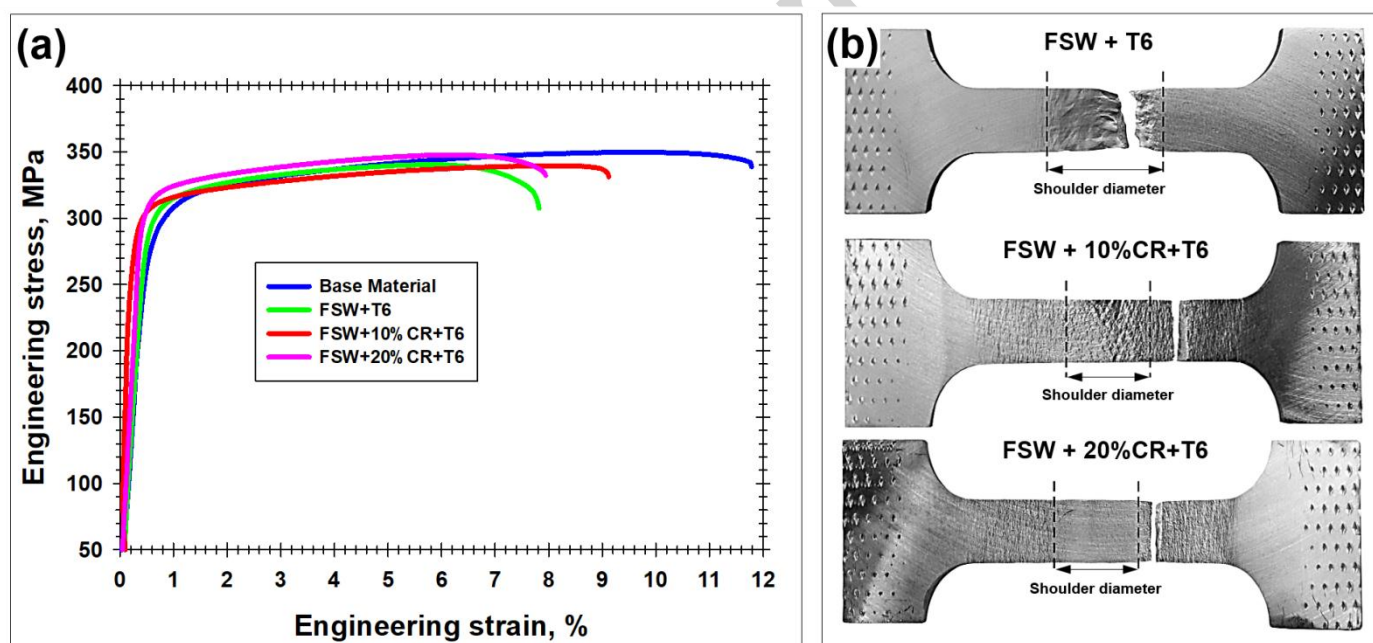 (a)
400
350
300
250
200
150
100
50
Engineering stress, MPa
Base Material
FSW+T6
FSW+10% CR+T6
FSW+20% CR+T6
0 1 2 3 4 5 6 7 8 9 10 11 12
Engineering strain, %
(b)
FSW + T6
Shoulder diameter
FSW + 10%CR+T6
Shoulder diameter
FSW + 20%CR+T6
Shoulder diameter